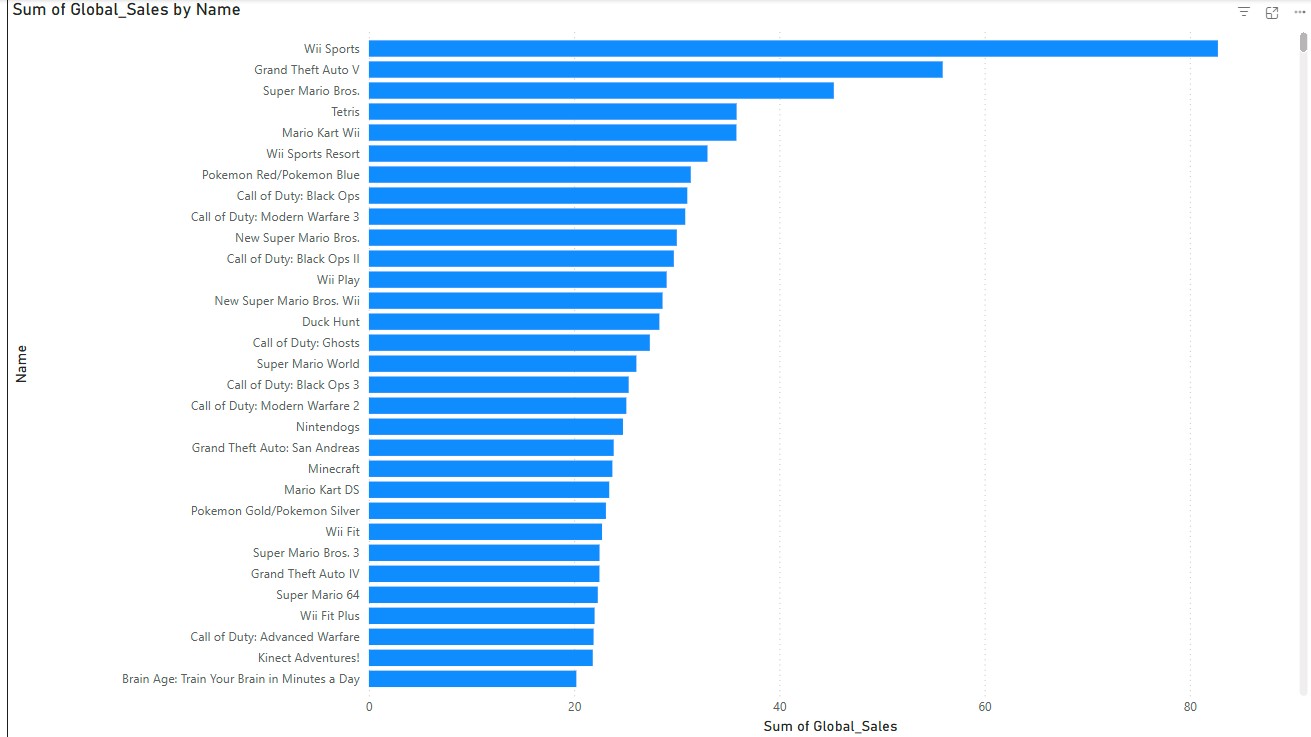 Sum of Global_Sales by Name
Name
Wii Sports
Grand Theft Auto V
Super Mario Bros.
Tetris
Mario Kart Wii
Wii Sports Resort
Pokemon Red/Pokemon Blue
Call of Duty: Black Ops
Call of Duty: Modern Warfare 3
New Super Mario Bros.
Call of Duty: Black Ops II
Wii Play
New Super Mario Bros. Wii
Duck Hunt
Call of Duty: Ghosts
Super Mario World
Call of Duty: Black Ops 3
Call of Duty: Modern Warfare 2
Nintendogs
Grand Theft Auto: San Andreas
Minecraft
Mario Kart DS
Pokemon Gold/Pokemon Silver
Wii Fit
Super Mario Bros. 3
Grand Theft Auto IV
Super Mario 64
Wii Fit Plus
Call of Duty: Advanced Warfare
Kinect Adventures!
Brain Age: Train Your Brain in Minutes a Day
0 20 40 60 80
Sum of Global_Sales